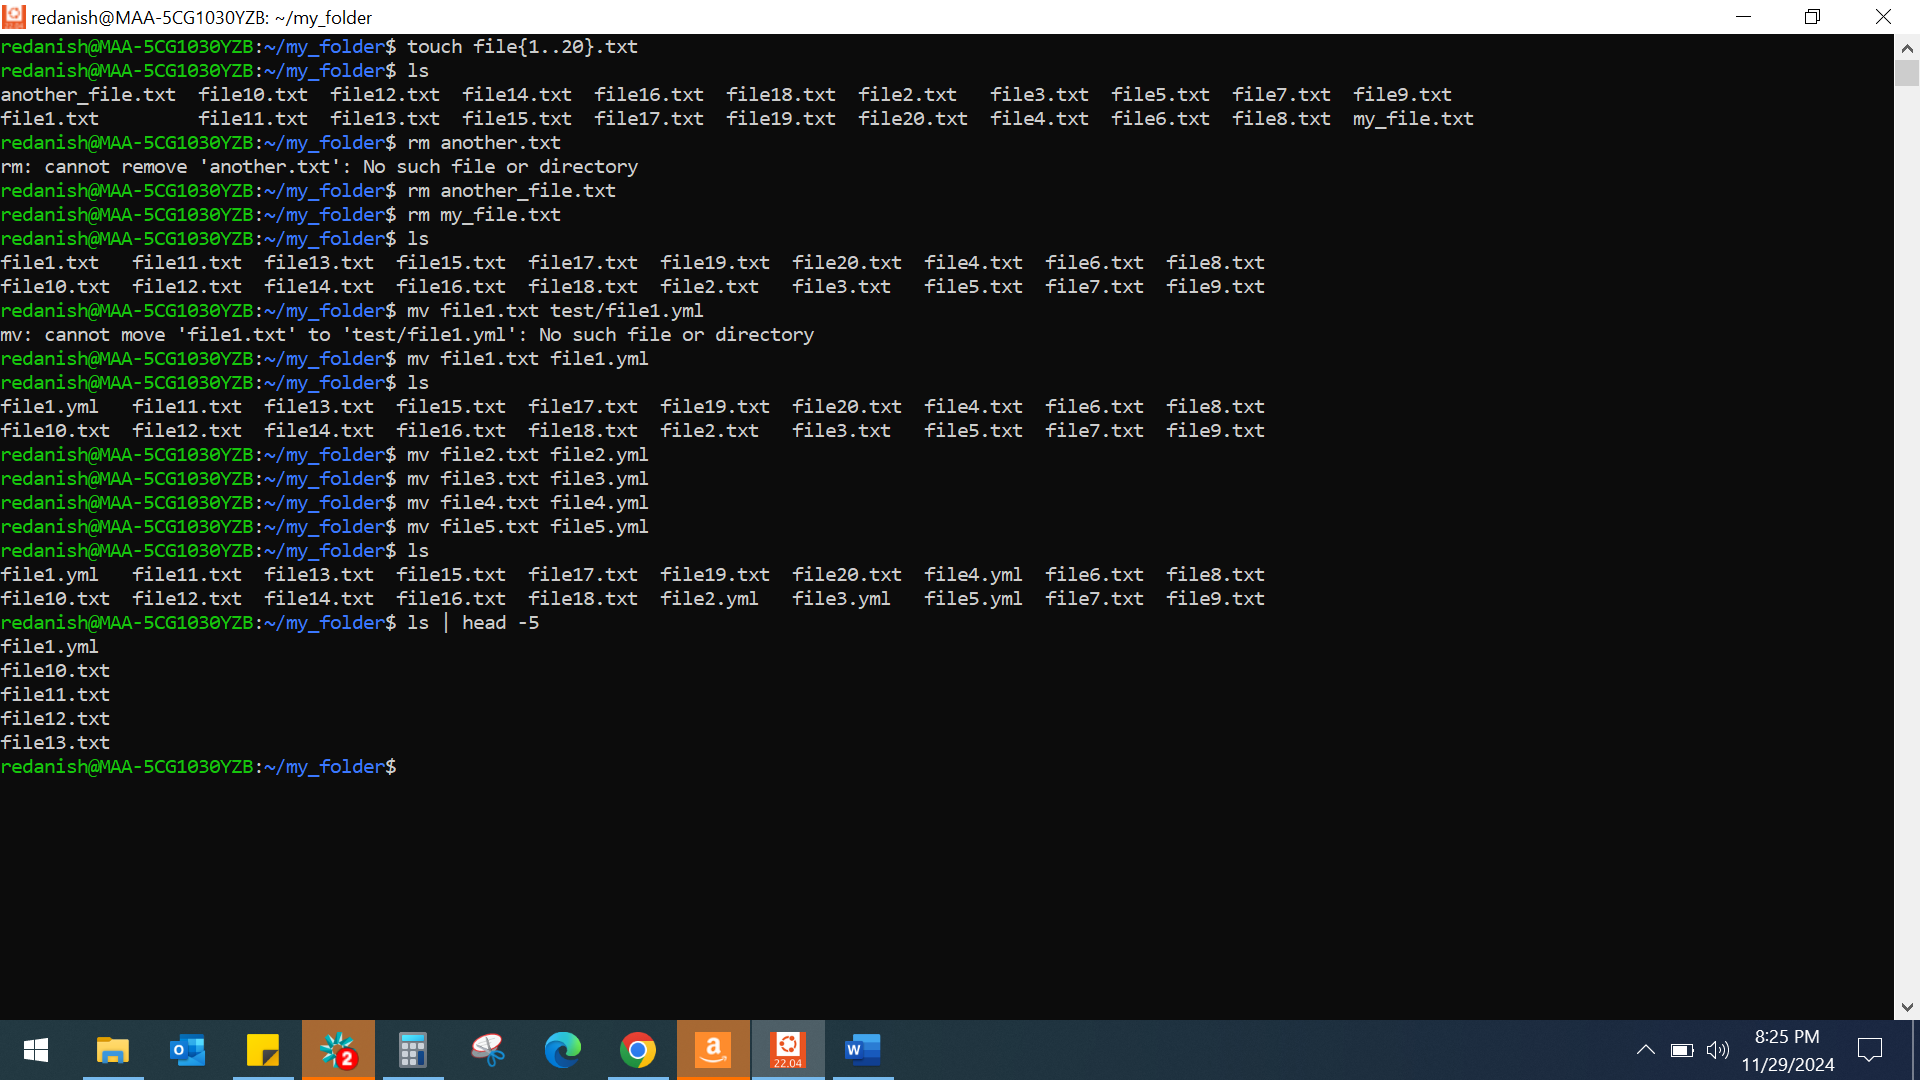 redanish@MAA-5CG1030YZB: ~/my_folder
redanish@MAA-5CG1030YZB:~/my_folder$ touch file{1..20}.txt
redanish@MAA-5CG1030YZB:~/my_folder$ ls
another_file.txt  file10.txt  file12.txt  file14.txt  file16.txt  file18.txt  file2.txt   file3.txt  file5.txt  file7.txt  file9.txt
file1.txt         file11.txt  file13.txt  file15.txt  file17.txt  file19.txt  file20.txt  file4.txt  file6.txt  file8.txt  my_file.txt
redanish@MAA-5CG1030YZB:~/my_folder$ rm another.txt
rm: cannot remove 'another.txt': No such file or directory
redanish@MAA-5CG1030YZB:~/my_folder$ rm another_file.txt
redanish@MAA-5CG1030YZB:~/my_folder$ rm my_file.txt
redanish@MAA-5CG1030YZB:~/my_folder$ ls
file1.txt   file11.txt  file13.txt  file15.txt  file17.txt  file19.txt  file20.txt  file4.txt  file6.txt  file8.txt
file10.txt  file12.txt  file14.txt  file16.txt  file18.txt  file2.txt   file3.txt   file5.txt  file7.txt  file9.txt
redanish@MAA-5CG1030YZB:~/my_folder$ mv file1.txt test/file1.yml
mv: cannot move 'file1.txt' to 'test/file1.yml': No such file or directory
redanish@MAA-5CG1030YZB:~/my_folder$ mv file1.txt file1.yml
redanish@MAA-5CG1030YZB:~/my_folder$ ls
file1.yml   file11.txt  file13.txt  file15.txt  file17.txt  file19.txt  file20.txt  file4.txt  file6.txt  file8.txt
file10.txt  file12.txt  file14.txt  file16.txt  file18.txt  file2.txt   file3.txt   file5.txt  file7.txt  file9.txt
redanish@MAA-5CG1030YZB:~/my_folder$ mv file2.txt file2.yml
redanish@MAA-5CG1030YZB:~/my_folder$ mv file3.txt file3.yml
redanish@MAA-5CG1030YZB:~/my_folder$ mv file4.txt file4.yml
redanish@MAA-5CG1030YZB:~/my_folder$ mv file5.txt file5.yml
redanish@MAA-5CG1030YZB:~/my_folder$ ls
file1.yml   file11.txt  file13.txt  file15.txt  file17.txt  file19.txt  file20.txt  file4.yml  file6.txt  file8.txt
file10.txt  file12.txt  file14.txt  file16.txt  file18.txt  file2.yml   file3.yml   file5.yml  file7.txt  file9.txt
redanish@MAA-5CG1030YZB:~/my_folder$ ls | head -5
file1.yml
file10.txt
file11.txt
file12.txt
file13.txt
redanish@MAA-5CG1030YZB:~/my_folder$
2
a
22.04
W
8:25 PM
11/29/2024